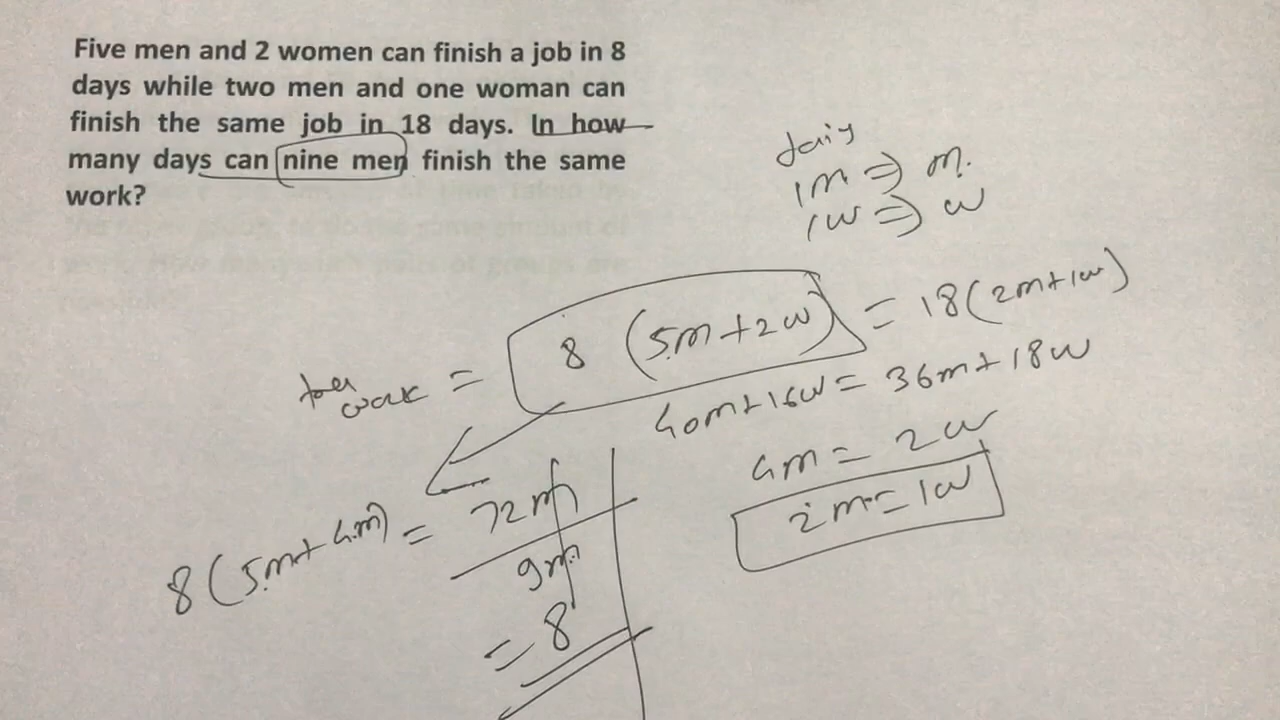 Five men and 2 women can finish a job in 8
days while two men and one woman can
finish the same job in 18 days. In how
many days can nine men finish the same
work?
daily
1m ⇒ m.
1w ⇒ w
work = 8 (5m+2w) = 18(2m+1w)
40m+16w = 36m+18w
4m = 2w
2m = 1w
8(5m+4m) = 72m
9m
= 8